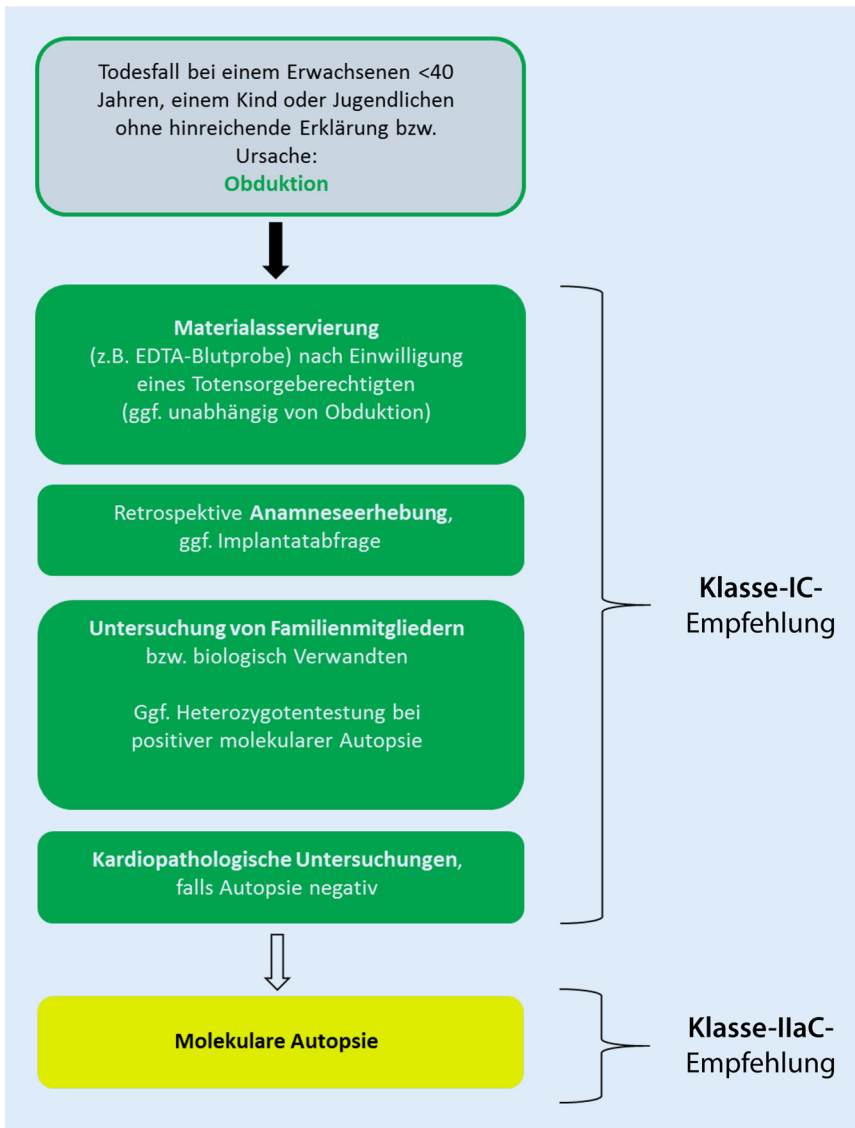 Todesfall bei einem Erwachsenen <40
Jahren, einem Kind oder Jugendlichen
ohne hinreichende Erklärung bzw.
Ursache:
Obduktion
Materialasservierung
(z.B. EDTA-Blutprobe) nach Einwilligung
eines Totensorgeberechtigten
(ggf. unabhängig von Obduktion)
Retrospektive Anamneseerhebung,
ggf. Implantatabfrage
Untersuchung von Familienmitgliedern
bzw. biologisch Verwandten
Ggf. Heterozygotentestung bei
positiver molekularer Autopsie
Kardiopathologische Untersuchungen,
falls Autopsie negativ
Klasse-IC-
Empfehlung
Molekulare Autopsie
Klasse-IIaC-
Empfehlung